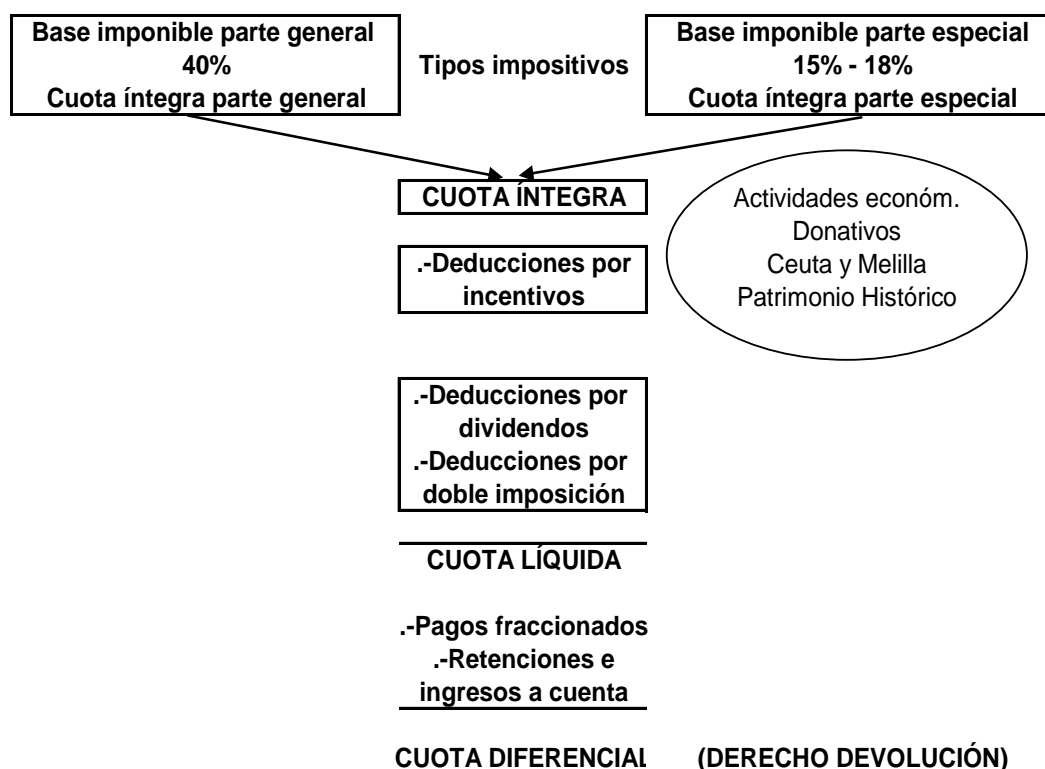 Base imponible parte general
40%
Cuota íntegra parte general
Tipos impositivos
Base imponible parte especial
15% - 18%
Cuota íntegra parte especial
CUOTA ÍNTEGRA
.-Deducciones por
incentivos
Actividades económ.
Donativos
Ceuta y Melilla
Patrimonio Histórico
.-Deducciones por
dividendos
.-Deducciones por
doble imposición
CUOTA LÍQUIDA
.-Pagos fraccionados
.-Retenciones e
ingresos a cuenta
CUOTA DIFERENCIAL (DERECHO DEVOLUCIÓN)